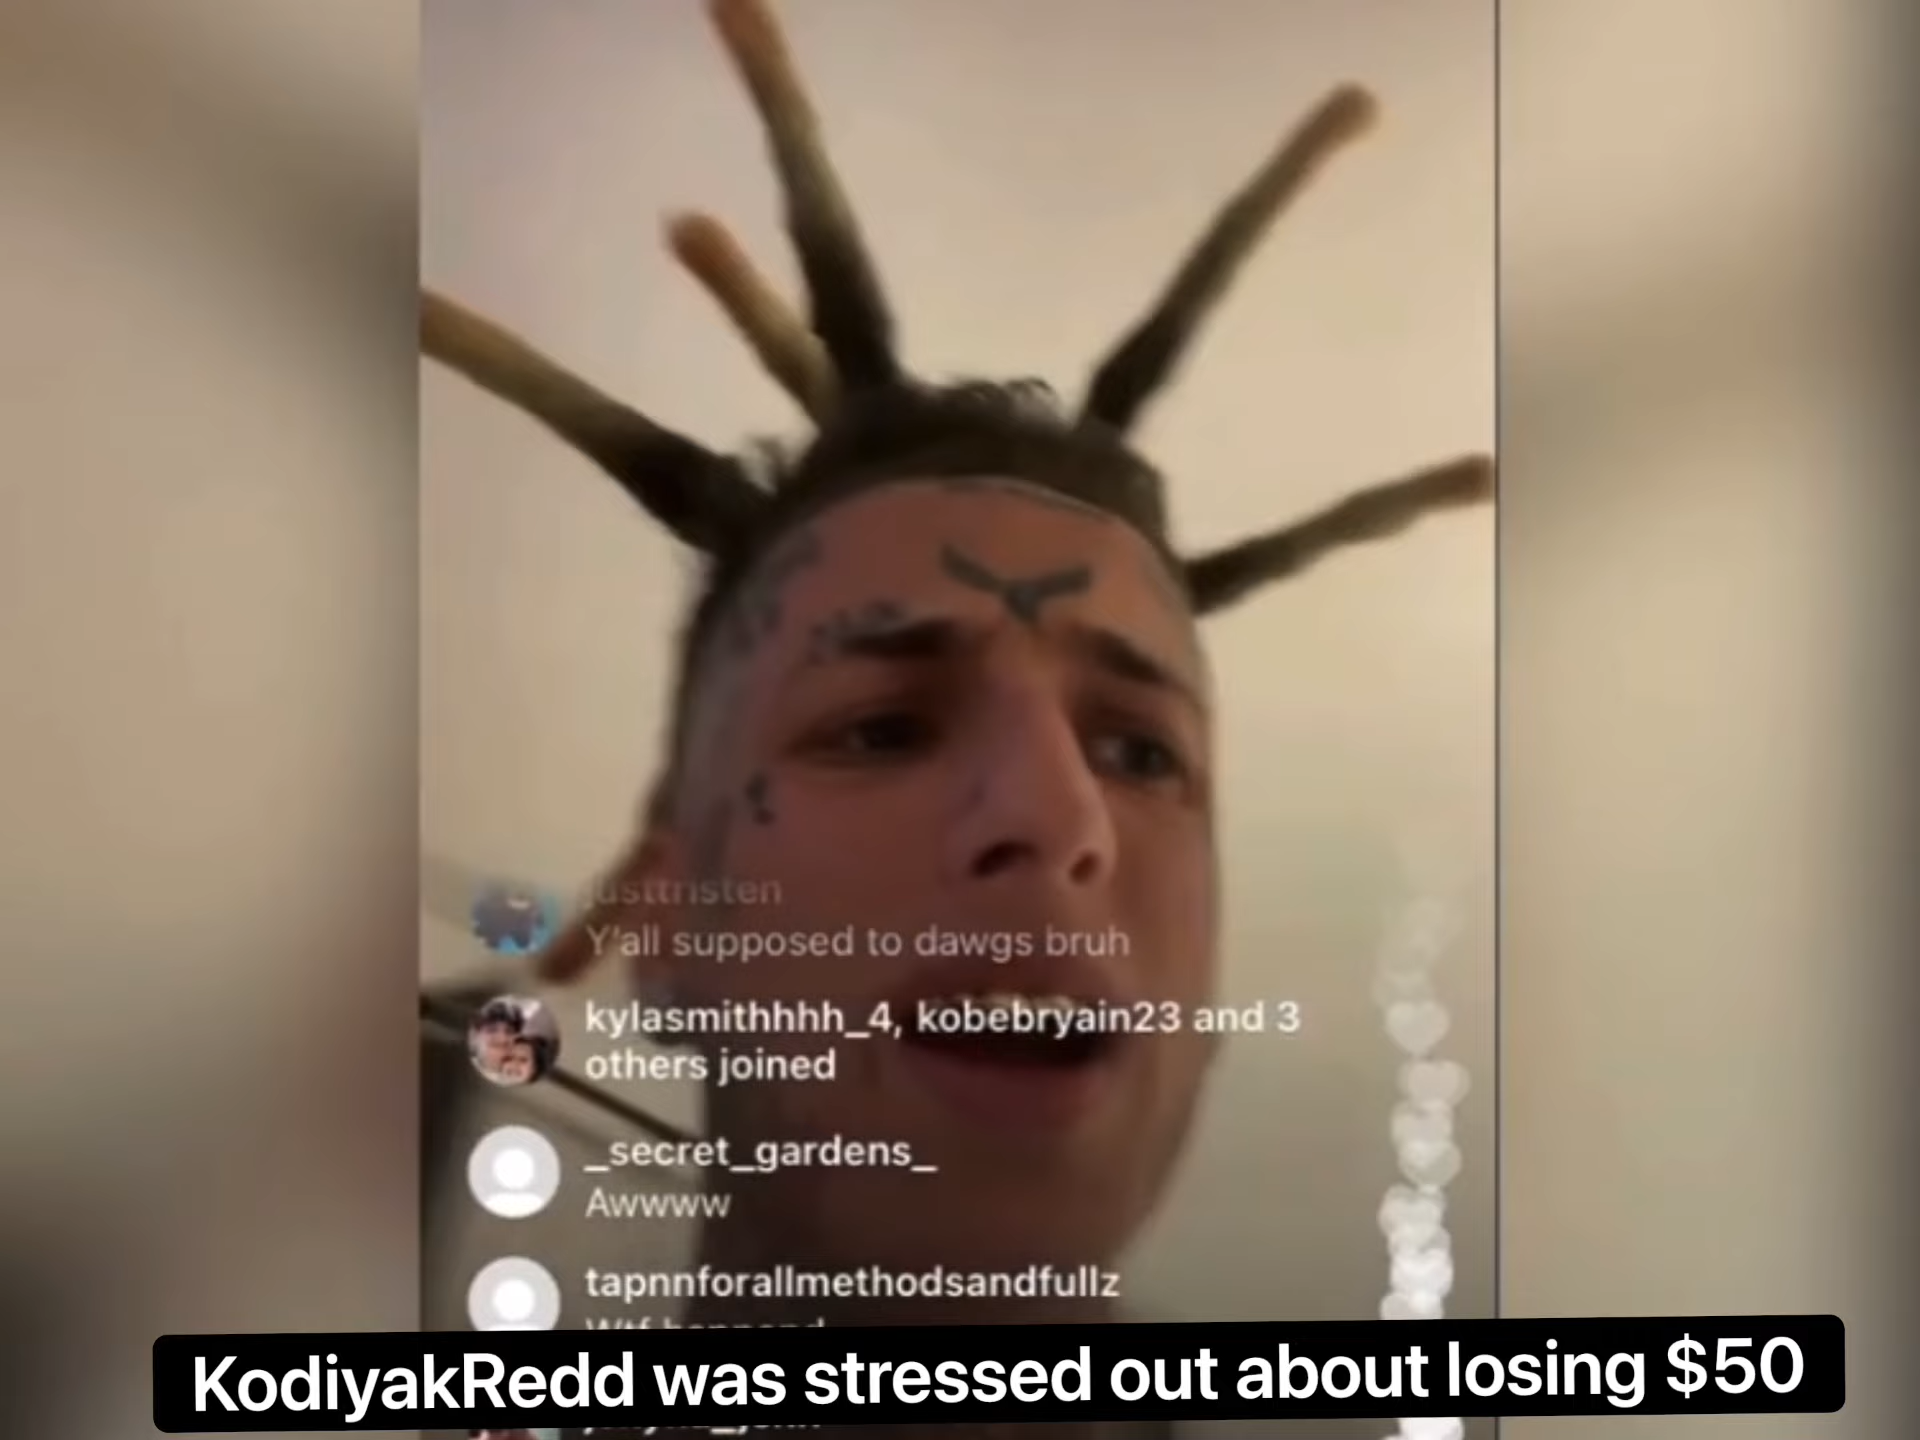 Y'all supposed to dawgs bruh
kylasmithhhh_4, kobebryain23 and 3
others joined
_secret_gardens_
Awwww
tapnnforallmethodsandfullz
KodiyakRedd was stressed out about losing $50